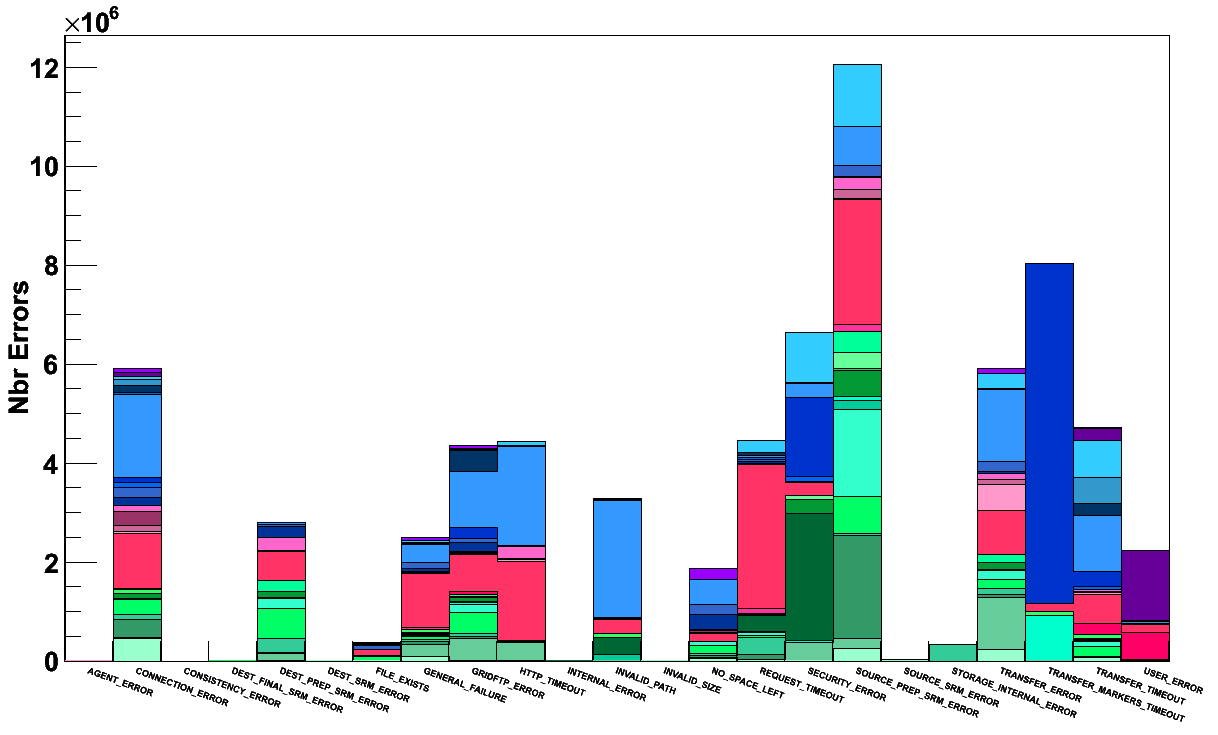 ×10⁶
12
10
8
6
4
2
0
Nbr Errors
AGENT_ERROR
CONNECTION_ERROR
CONSISTENCY_ERROR
DEST_FINAL_SRM_ERROR
DEST_PREP_SRM_ERROR
DEST_SRM_ERROR
FILE_EXISTS
GENERAL_FAILURE
GRIDFTP_ERROR
HTTP_TIMEOUT
INTERNAL_ERROR
INVALID_PATH
INVALID_SIZE
NO_SPACE_LEFT
REQUEST_TIMEOUT
SECURITY_ERROR
SOURCE_PREP_SRM_ERROR
SOURCE_SRM_ERROR
STORAGE_INTERNAL_ERROR
TRANSFER_ERROR
TRANSFER_MARKERS_TIMEOUT
TRANSFER_TIMEOUT
USER_ERROR